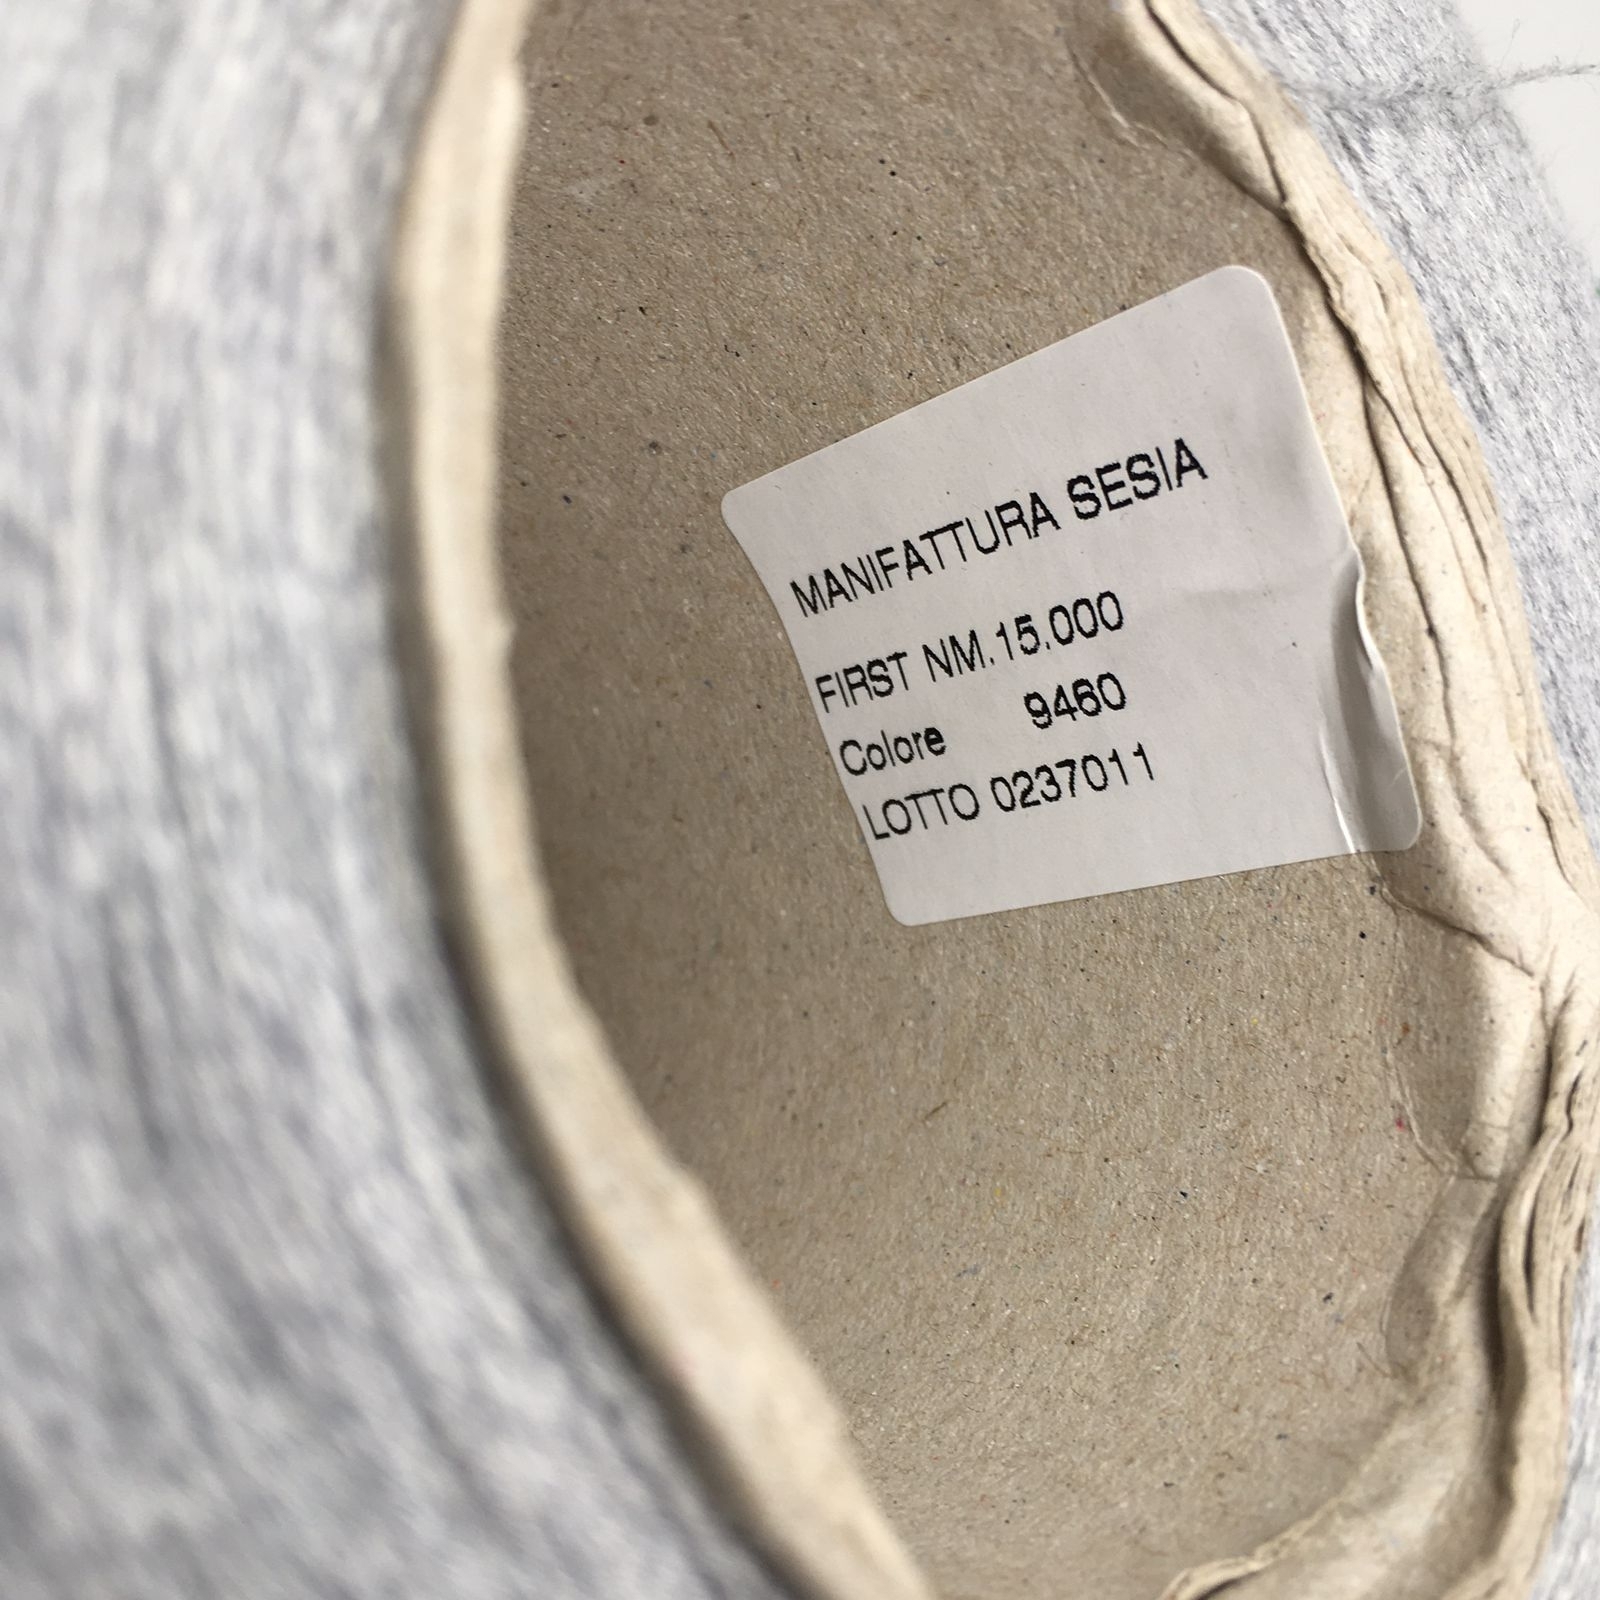 MANIFATTURA SESIA
FIRST NM.15.000
Colore 9460
LOTTO 0237011